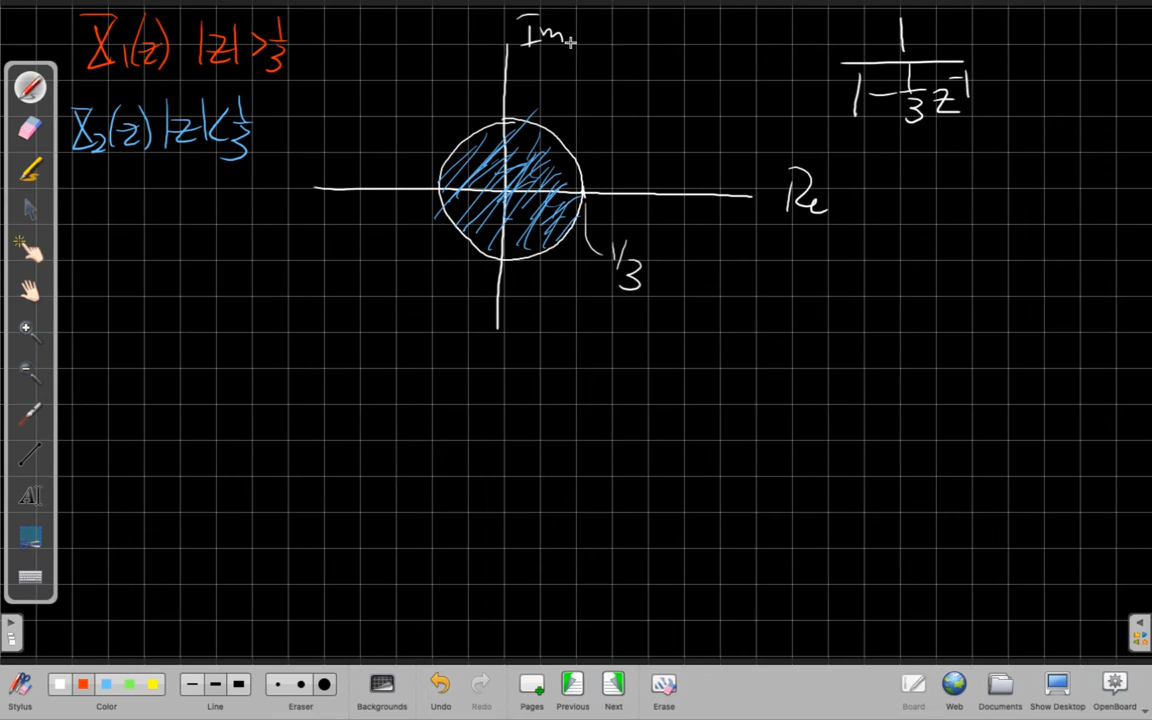 X₁(z) |z| > 1/3
X₂(z) |z| < 1/3
Im
Re
1/3
1
1 - 1/3 z⁻¹
AI
Stylus
Color
Line
Eraser
Backgrounds
Undo
Redo
Pages
Previous
Next
Erase
Board
Web
Documents
Show Desktop
OpenBoard